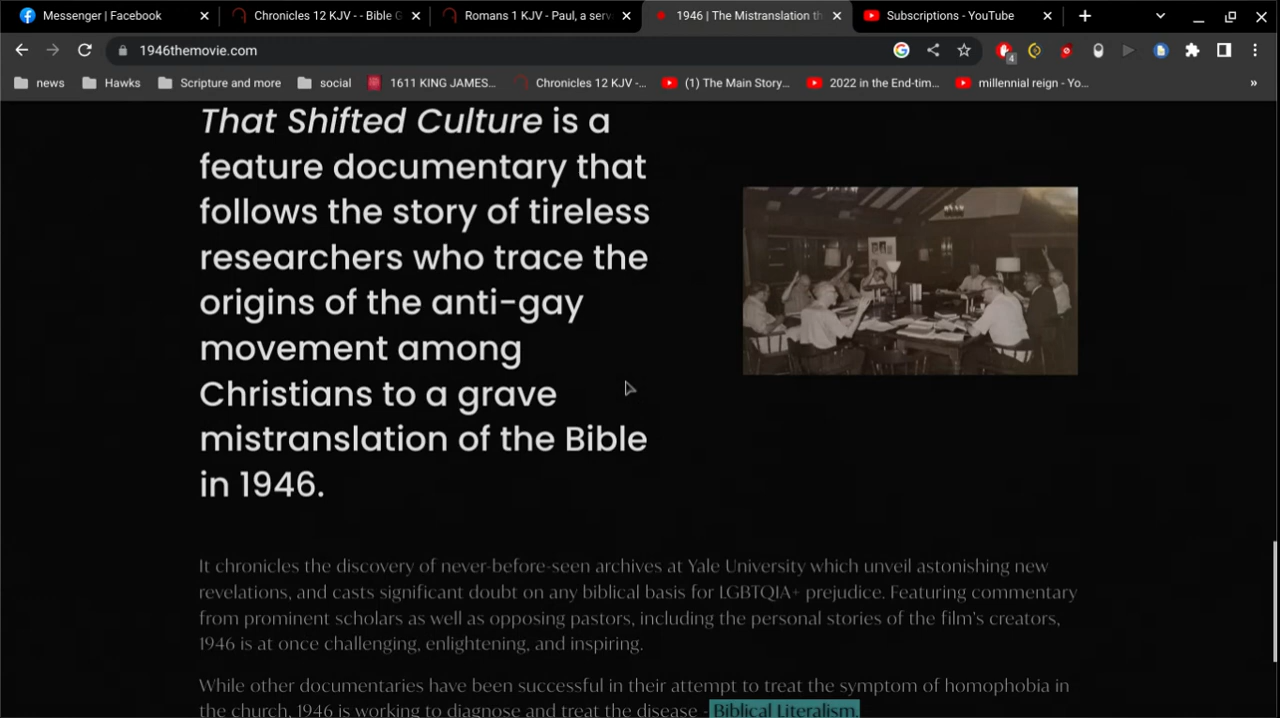 Messenger | Facebook
Chronicles 12 KJV - - Bible G
Romans 1 KJV - Paul, a serv
1946 | The Mistranslation th
Subscriptions - YouTube
1946themovie.com
4
news
Hawks
Scripture and more
social
1611 KING JAMES...
Chronicles 12 KJV -...
(1) The Main Story...
2022 in the End-tim...
millennial reign - Yo...
»
That Shifted Culture is a
feature documentary that
follows the story of tireless
researchers who trace the
origins of the anti-gay
movement among
Christians to a grave
mistranslation of the Bible
in 1946.
It chronicles the discovery of never-before-seen archives at Yale University which unveil astonishing new
revelations, and casts significant doubt on any biblical basis for LGBTQIA+ prejudice. Featuring commentary
from prominent scholars as well as opposing pastors, including the personal stories of the film's creators,
1946 is at once challenging, enlightening, and inspiring.
While other documentaries have been successful in their attempt to treat the symptom of homophobia in
the church, 1946 is working to diagnose and treat the disease - Biblical Literalism.